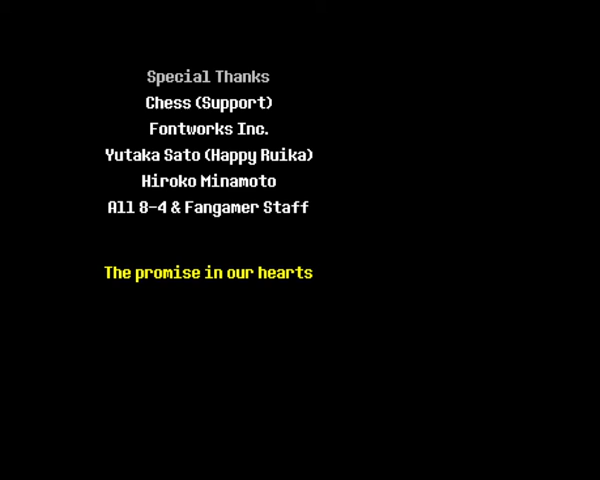 Special Thanks
Chess (Support)
Fontworks Inc.
Yutaka Sato (Happy Ruika)
Hiroko Minamoto
All 8-4 & Fangamer Staff
The promise in our hearts